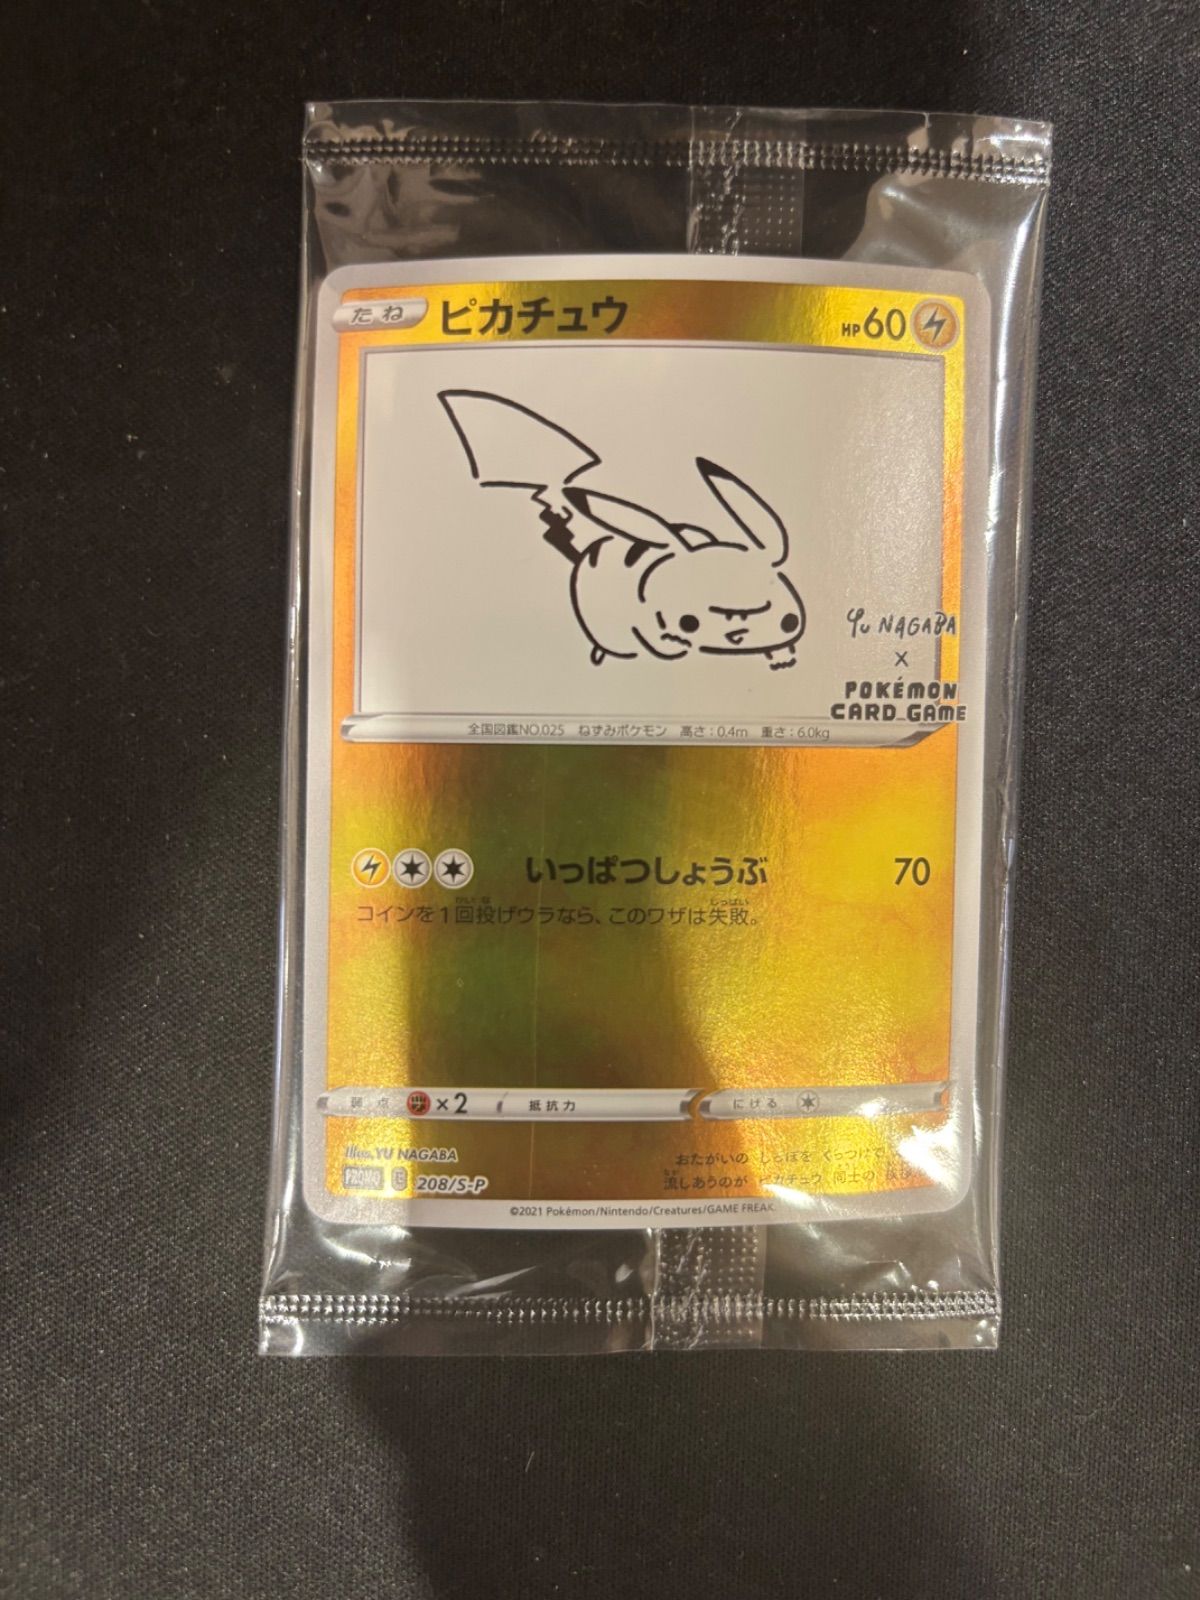 たね ピカチュウ HP60
Yu NAGABA
X
POKÉMON
CARD GAME
全国図鑑NO.025 ねずみポケモン 高さ:0.4m 重さ:6.0kg
いっぱつしょうぶ 70
コインを1回投げウラなら、このワザは失敗。
弱点 ×2 抵抗力 にげる
Illus. YU NAGABA
おたがいの しっぽを くっつけて
PROMO E 208/S-P
流しあうのが ピカチュウ 同士の
©2021 Pokémon/Nintendo/Creatures/GAME FREAK.